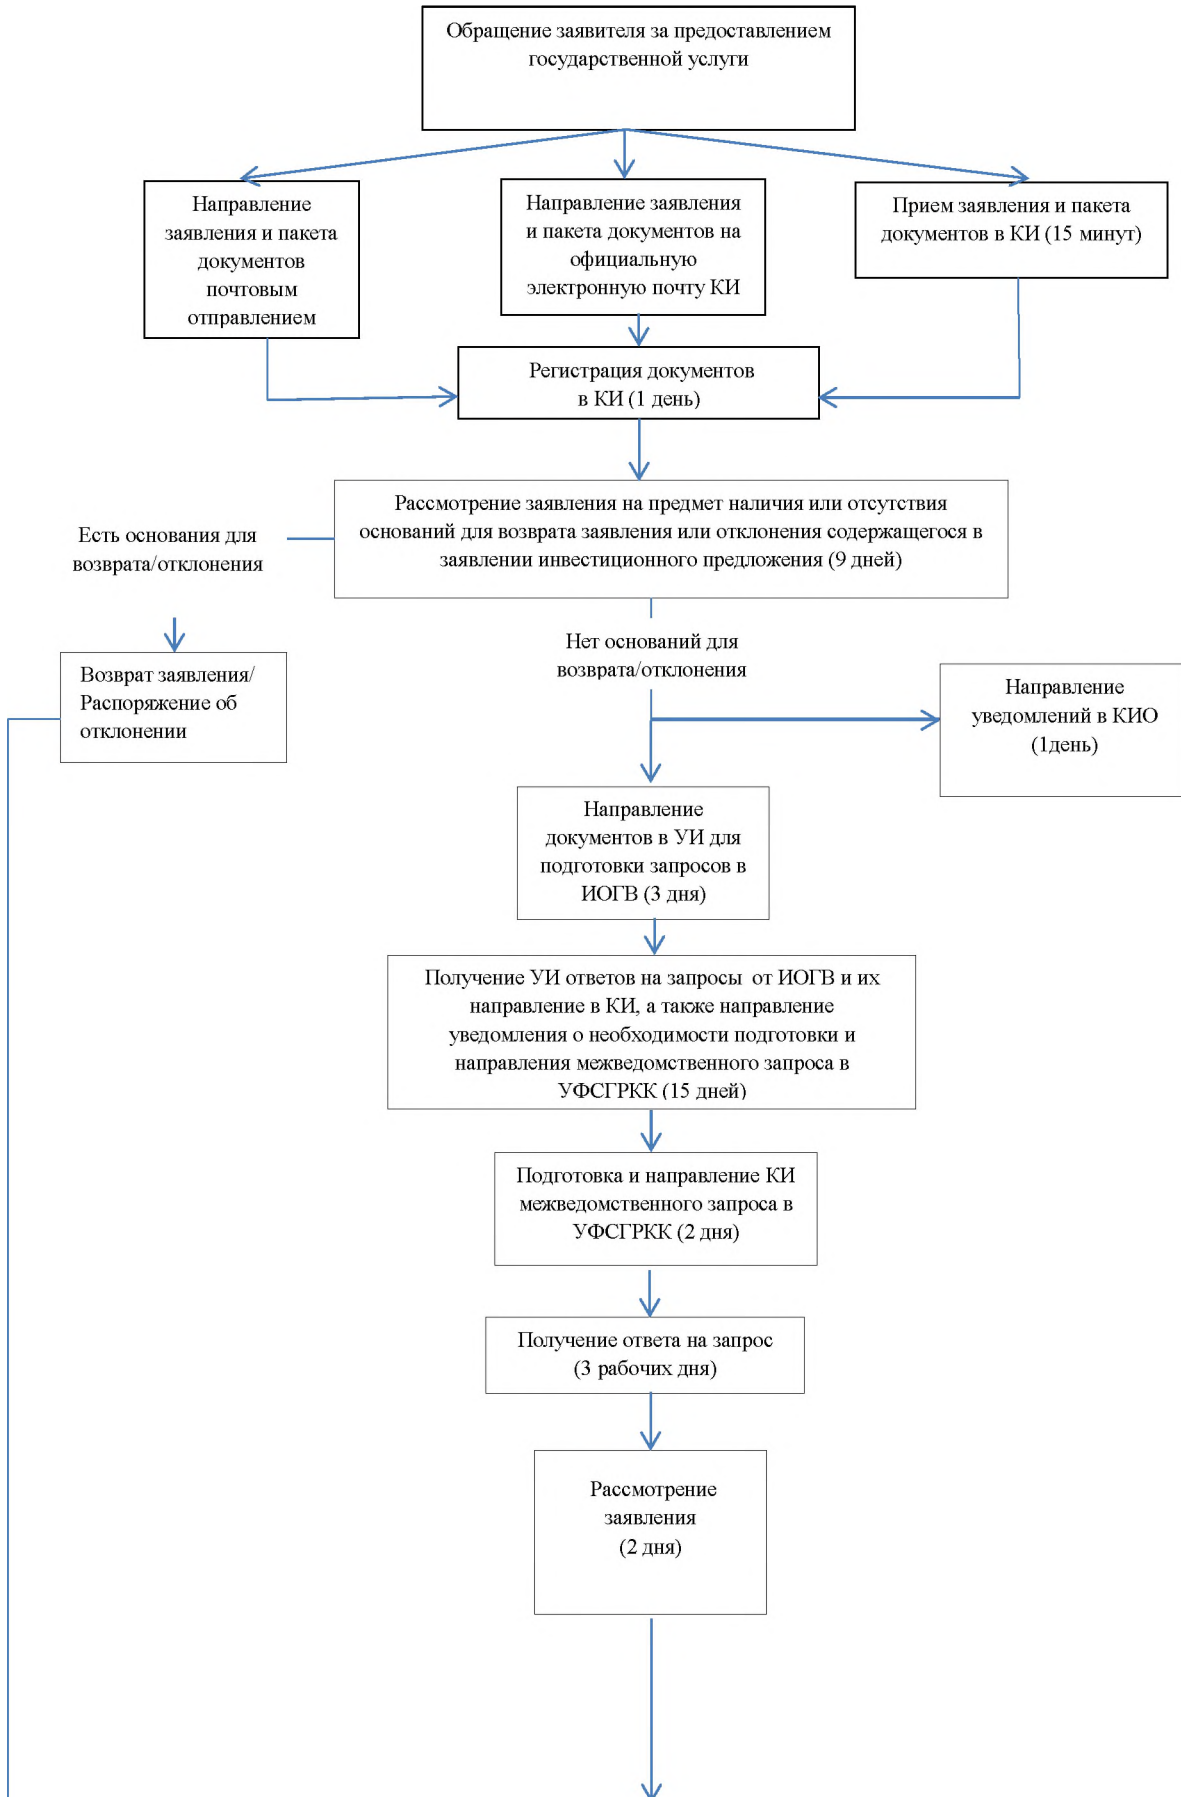 Обращение заявителя за предоставлением
государственной услуги
Направление
заявления и пакета
документов
почтовым
отправлением
Направление заявления
и пакета документов на
официальную
электронную почту КИ
Прием заявления и пакета
документов в КИ (15 минут)
Регистрация документов
в КИ (1 день)
Рассмотрение заявления на предмет наличия или отсутствия
оснований для возврата заявления или отклонения содержащегося в
заявлении инвестиционного предложения (9 дней)
Есть основания для
возврата/отклонения
Нет оснований для
возврата/отклонения
Возврат заявления/
Распоряжение об
отклонении
Направление
уведомлений в КИО
(1день)
Направление
документов в УИ для
подготовки запросов в
ИОГВ (3 дня)
Получение УИ ответов на запросы от ИОГВ и их
направление в КИ, а также направление
уведомления о необходимости подготовки и
направления межведомственного запроса в
УФСГРКК (15 дней)
Подготовка и направление КИ
межведомственного запроса в
УФСГРКК (2 дня)
Получение ответа на запрос
(3 рабочих дня)
Рассмотрение
заявления
(2 дня)